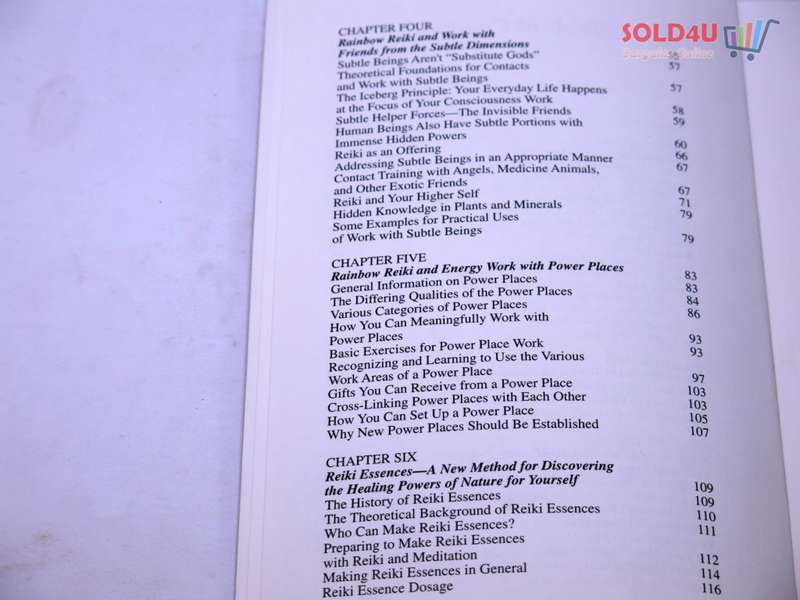 SOLD4U
Bargains Online
CHAPTER FOUR
Rainbow Reiki and Work with
Friends from the Subtle Dimensions
Subtle Beings Aren't "Substitute Gods"
Theoretical Foundations for Contacts 57
and Work with Subtle Beings
The Iceberg Principle: Your Everyday Life Happens 57
at the Focus of Your Consciousness Work
Subtle Helper Forces—The Invisible Friends 58
Human Beings Also Have Subtle Portions with 59
Immense Hidden Powers
Reiki as an Offering 60
Addressing Subtle Beings in an Appropriate Manner 66
Contact Training with Angels, Medicine Animals, 67
and Other Exotic Friends
Reiki and Your Higher Self 67
Hidden Knowledge in Plants and Minerals 71
Some Examples for Practical Uses 79
of Work with Subtle Beings 79
CHAPTER FIVE
Rainbow Reiki and Energy Work with Power Places 83
General Information on Power Places 83
The Differing Qualities of the Power Places 84
Various Categories of Power Places 86
How You Can Meaningfully Work with
Power Places 93
Basic Exercises for Power Place Work 93
Recognizing and Learning to Use the Various
Work Areas of a Power Place 97
Gifts You Can Receive from a Power Place 103
Cross-Linking Power Places with Each Other 103
How You Can Set Up a Power Place 105
Why New Power Places Should Be Established 107
CHAPTER SIX
Reiki Essences—A New Method for Discovering
the Healing Powers of Nature for Yourself 109
The History of Reiki Essences 109
The Theoretical Background of Reiki Essences 110
Who Can Make Reiki Essences? 111
Preparing to Make Reiki Essences
with Reiki and Meditation 112
Making Reiki Essences in General 114
Reiki Essence Dosage 116